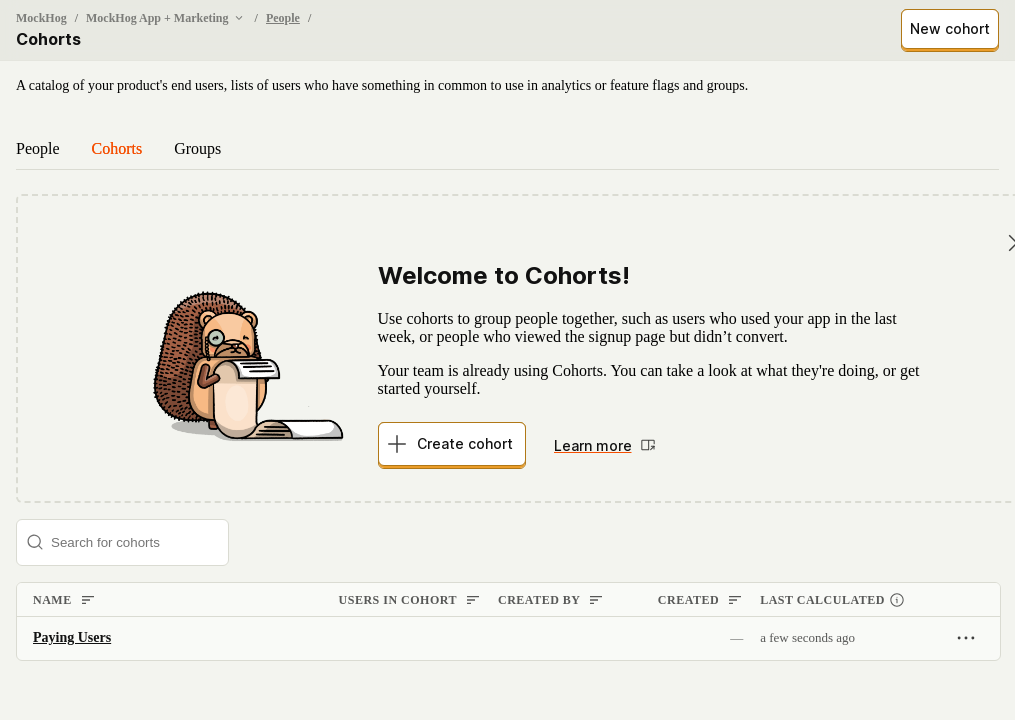 MockHog / MockHog App + Marketing / People /
Cohorts
New cohort
A catalog of your product's end users, lists of users who have something in common to use in analytics or feature flags and groups.
People Cohorts Groups
Welcome to Cohorts!
Use cohorts to group people together, such as users who used your app in the last
week, or people who viewed the signup page but didn’t convert.
Your team is already using Cohorts. You can take a look at what they're doing, or get
started yourself.
Create cohort Learn more
Search for cohorts
NAME USERS IN COHORT CREATED BY CREATED LAST CALCULATED
Paying Users — a few seconds ago